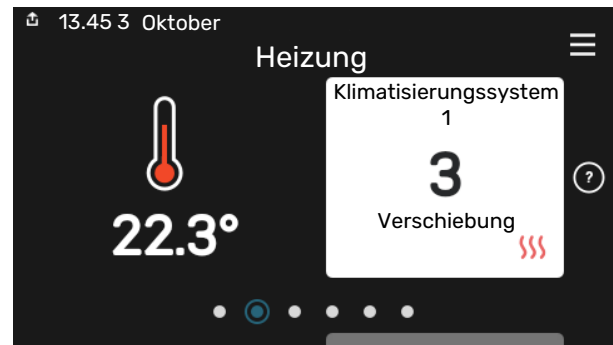 13.45 3 Oktober
Heizung
Klimatisierungssystem
1
3
Verschiebung
22.3°
?